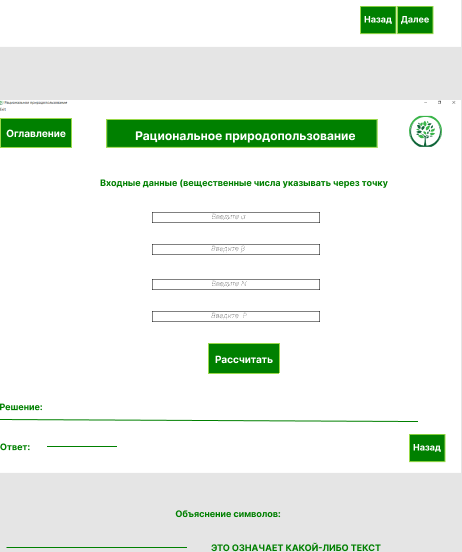 Назад Далее
Рациональное природопользование
Оглавление
Рациональное природопользование
Входные данные (вещественные числа указывать через точку
Введите
Введите
Введите N
Введите P
Рассчитать
Решение:
Ответ:
Назад
Объяснение символов:
ЭТО ОЗНАЧАЕТ КАКОЙ-ЛИБО ТЕКСТ